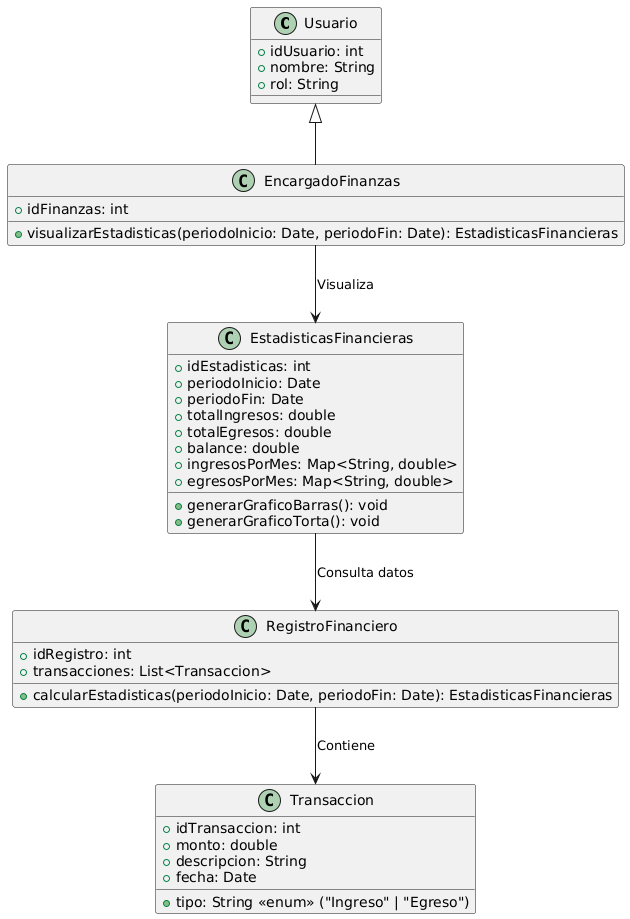 C Usuario
idUsuario: int
nombre: String
rol: String
C EncargadoFinanzas
idFinanzas: int
visualizarEstadisticas(periodoInicio: Date, periodoFin: Date): EstadisticasFinancieras
Visualiza
C EstadisticasFinancieras
idEstadisticas: int
periodoInicio: Date
periodoFin: Date
totalIngresos: double
totalEgresos: double
balance: double
ingresosPorMes: Map<String, double>
egresosPorMes: Map<String, double>
generarGraficoBarras(): void
generarGraficoTorta(): void
Consulta datos
C RegistroFinanciero
idRegistro: int
transacciones: List<Transaccion>
calcularEstadisticas(periodoInicio: Date, periodoFin: Date): EstadisticasFinancieras
Contiene
C Transaccion
idTransaccion: int
monto: double
descripcion: String
fecha: Date
tipo: String «enum» ("Ingreso" | "Egreso")